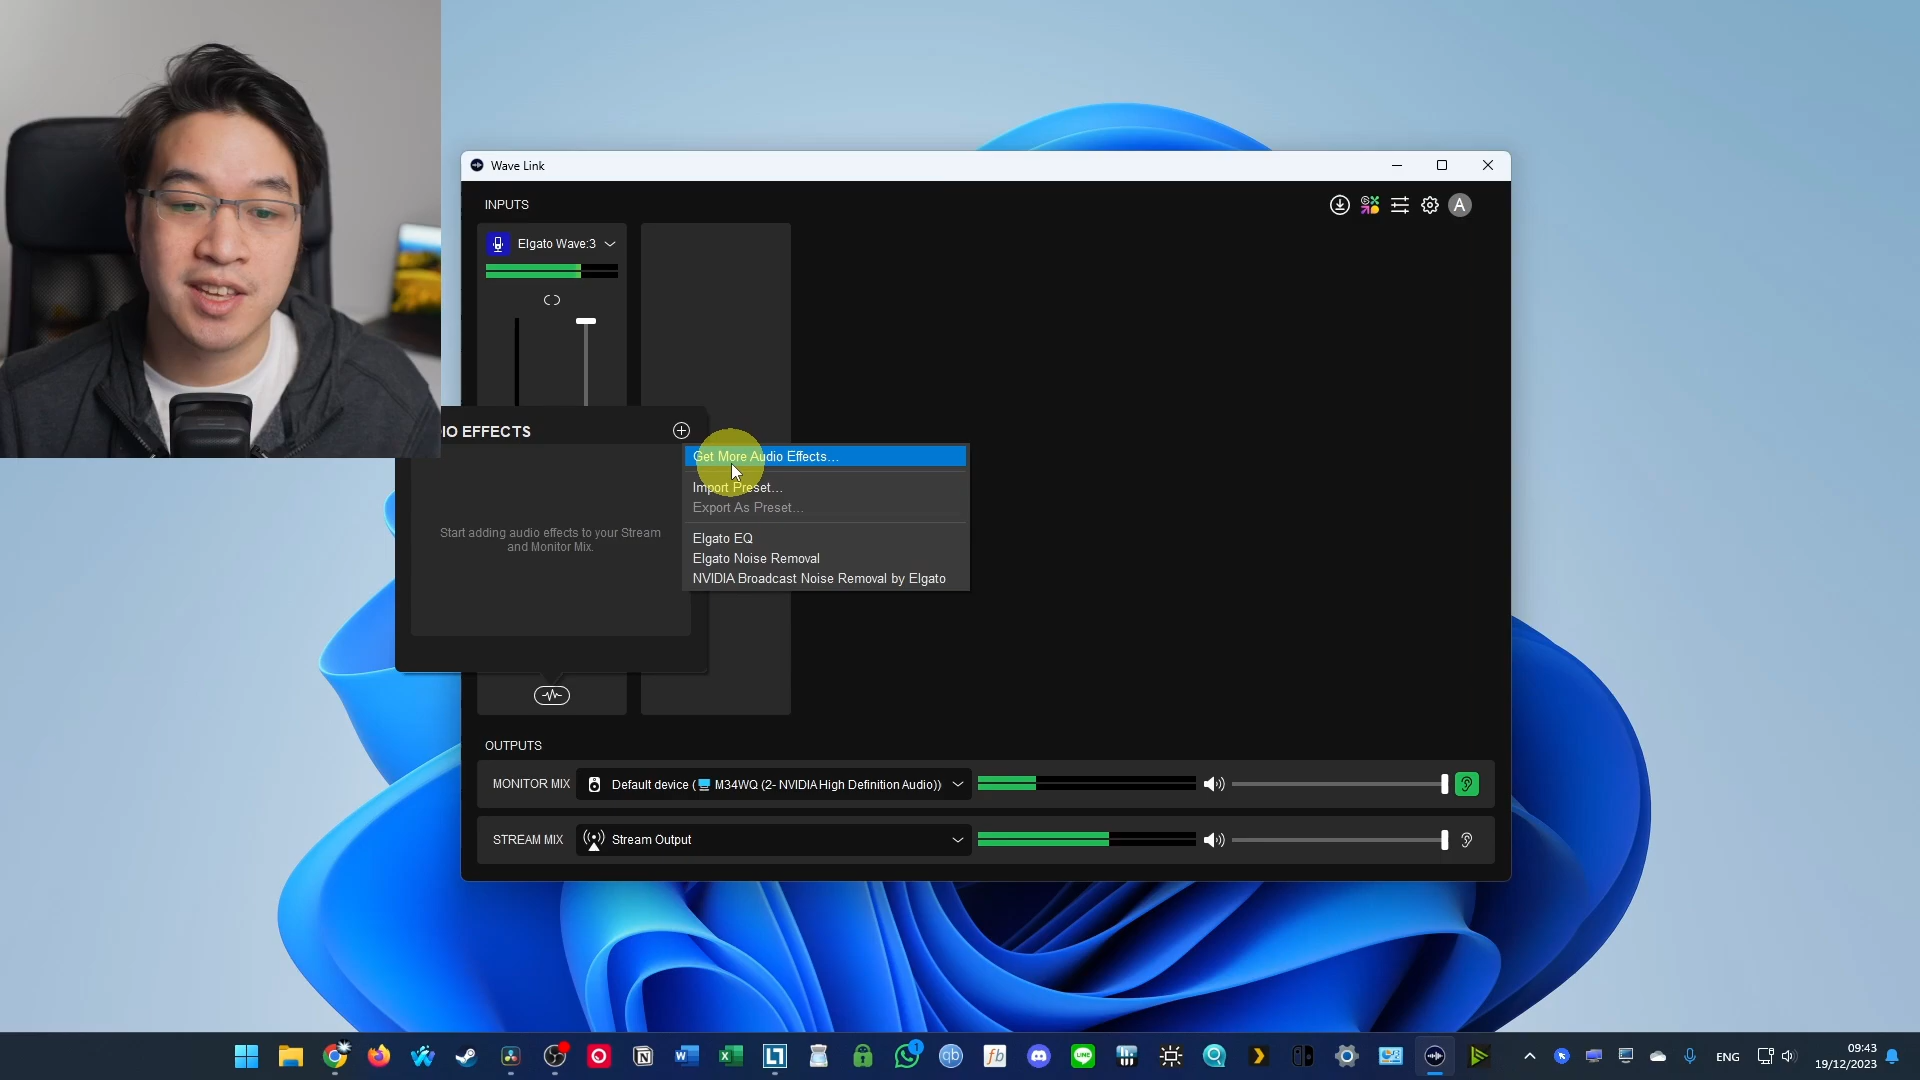 Wave Link
INPUTS
A
Elgato Wave:3
IO EFFECTS
Get More Audio Effects...
Import Preset...
Export As Preset...
Start adding audio effects to your Stream
and Monitor Mix.
Elgato EQ
Elgato Noise Removal
NVIDIA Broadcast Noise Removal by Elgato
OUTPUTS
MONITOR MIX
Default device (
M34WQ (2- NVIDIA High Definition Audio))
STREAM MIX
Stream Output
1
ENG
09:43
19/12/2023